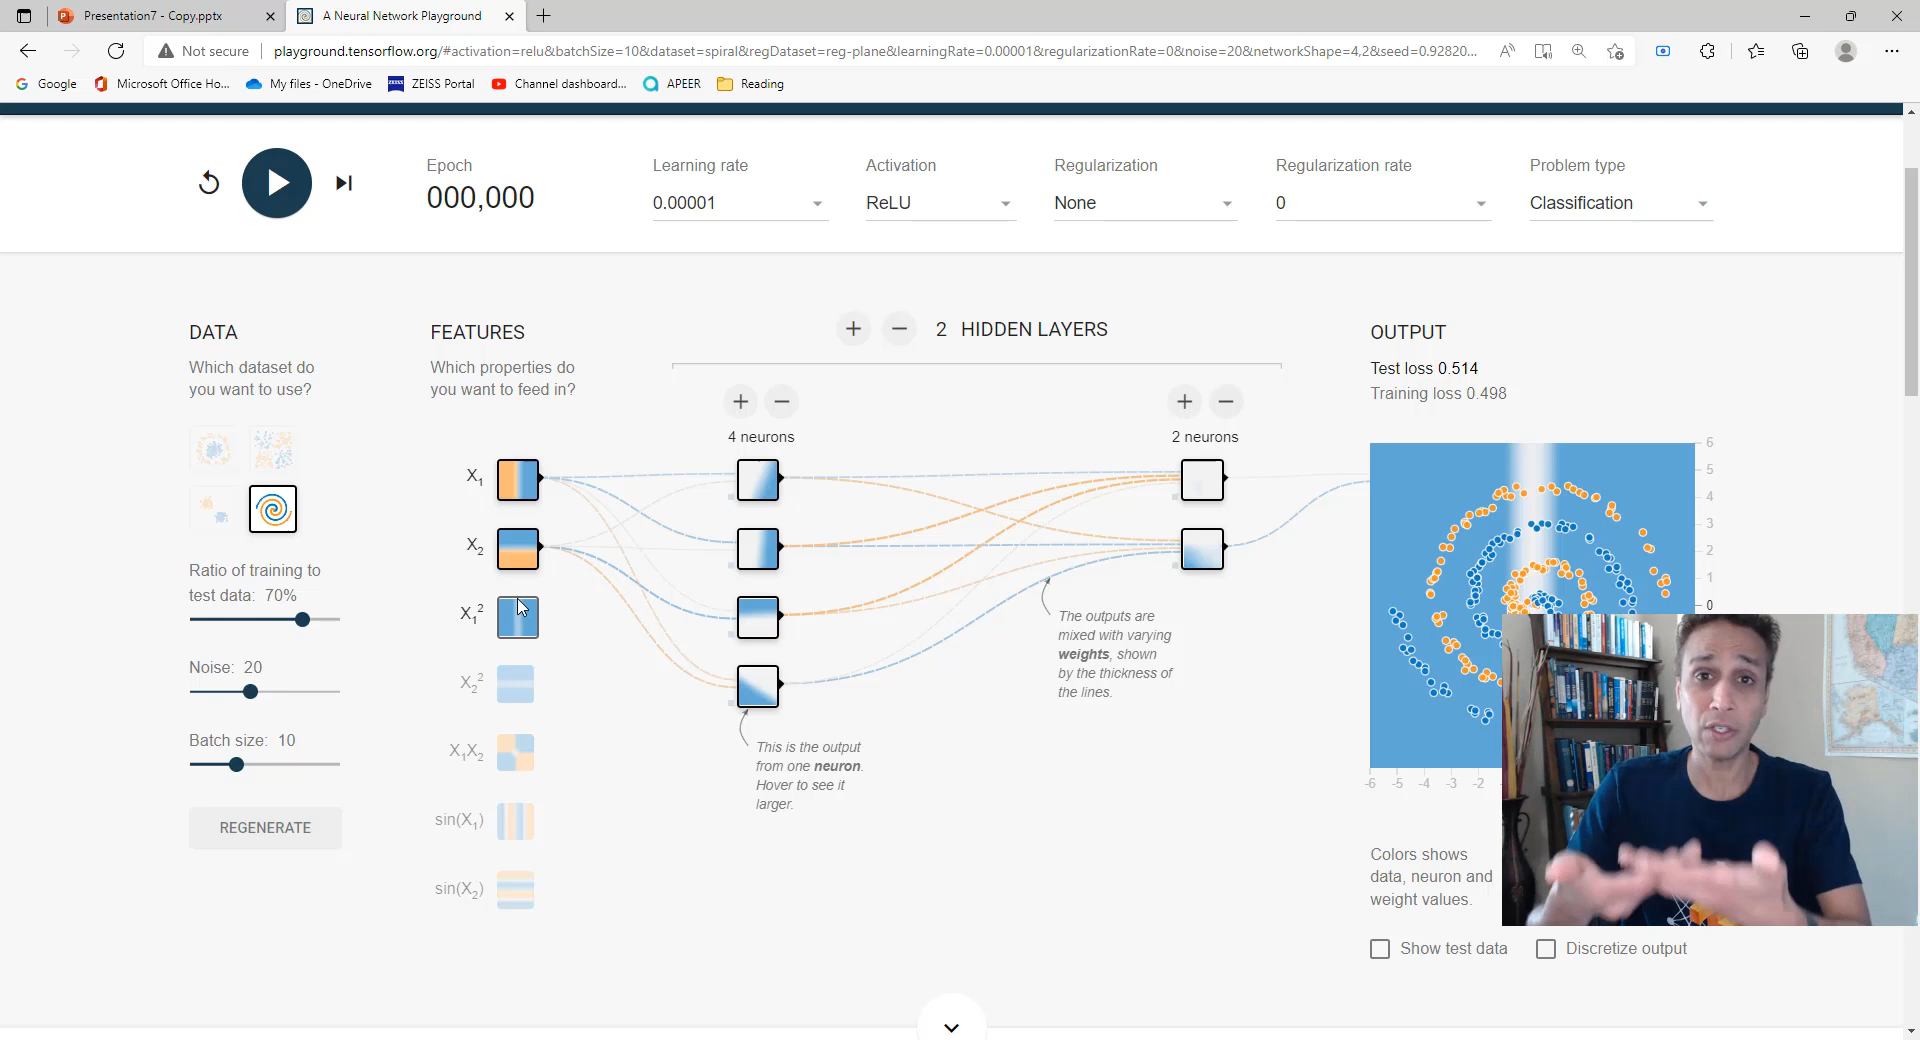 Presentation7 - Copy.pptx
A Neural Network Playground
Not secure
playground.tensorflow.org/#activation=relu&batchSize=10&dataset=spiral&regDataset=reg-plane&learningRate=0.00001&regularizationRate=0&noise=20&networkShape=4,2&seed=0.92820...
Google
Microsoft Office Ho...
My files - OneDrive
ZEISS Portal
Channel dashboard...
APEER
Reading
Epoch
000,000
Learning rate
0.00001
Activation
ReLU
Regularization
None
Regularization rate
0
Problem type
Classification
DATA
Which dataset do
you want to use?
Ratio of training to
test data: 70%
Noise: 20
Batch size: 10
REGENERATE
FEATURES
Which properties do
you want to feed in?
X₁
X₂
X₁²
X₂²
X₁X₂
sin(X₁)
sin(X₂)
+ − 2 HIDDEN LAYERS
+ −
4 neurons
+ −
2 neurons
This is the output
from one neuron.
Hover to see it
larger.
The outputs are
mixed with varying
weights, shown
by the thickness of
the lines.
OUTPUT
Test loss 0.514
Training loss 0.498
6
5
4
3
2
1
0
-6 -5 -4 -3 -2
Colors shows
data, neuron and
weight values.
Show test data
Discretize output